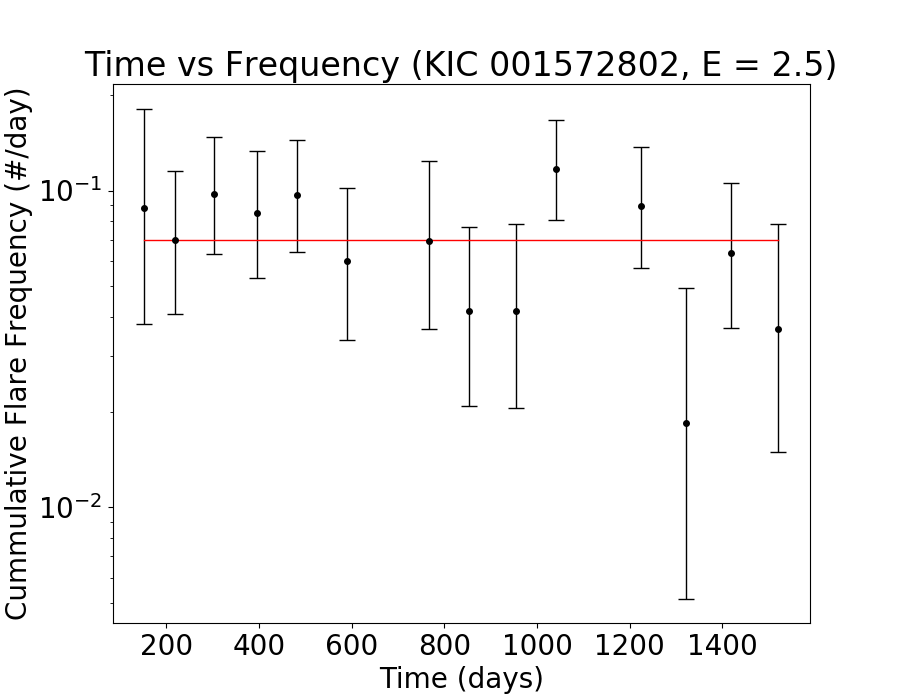 Time vs Frequency (KIC 001572802, E = 2.5)
Cummulative Flare Frequency (#/day)
10⁻¹
10⁻²
200 400 600 800 1000 1200 1400
Time (days)